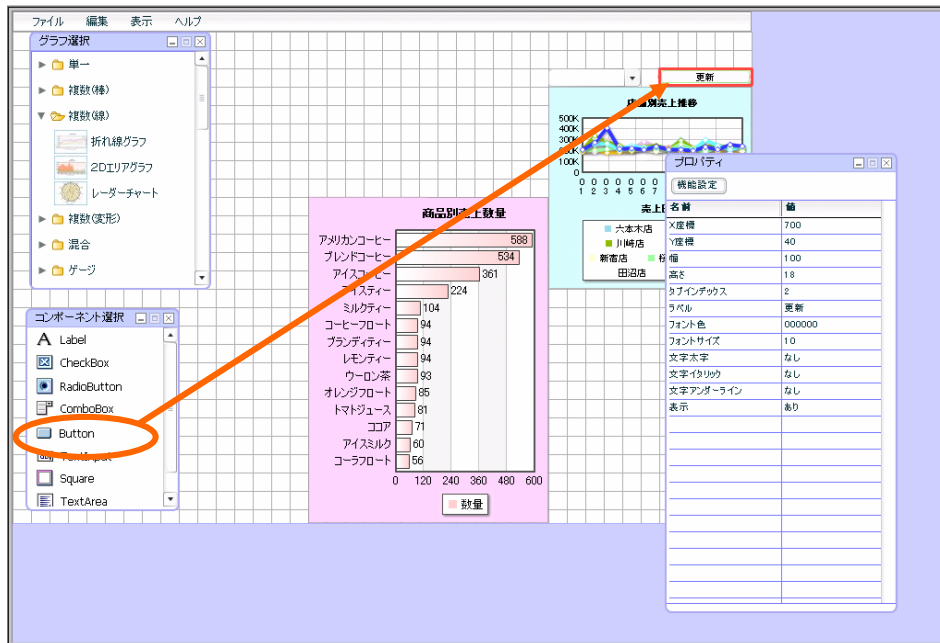 ファイル 編集 表示 ヘルプ
グラフ選択
単一
複数(棒)
複数(線)
折れ線グラフ
2Dエリアグラフ
レーダーチャート
複数(変形)
混合
ゲージ
コンポーネント選択
Label
CheckBox
RadioButton
ComboBox
Button
TextInput
Square
TextArea
商品別売上数量
アメリカンコーヒー 588
ブレンドコーヒー 534
アイスコーヒー 361
アイスティー 224
ミルクティー 104
コーヒーフロート 94
ブランディティー 94
レモンティー 94
ウーロン茶 93
オレンジフロート 85
トマトジュース 81
ココア 71
アイスミルク 60
コーラフロート 56
0 120 240 360 480 600
数量
更新
店舗別売上推移
500K
400K
300K
200K
100K
0
0 0 0 0 0 0 0
1 3 4 5 6 7
売上
六本木店
川崎店
新宿店
田沼店
プロパティ
機能設定
名前 値
X座標 700
Y座標 40
幅 100
高さ 18
タブインデックス 2
ラベル 更新
フォント色 000000
フォントサイズ 10
文字太字 なし
文字イタリック なし
文字アンダーライン なし
表示 あり